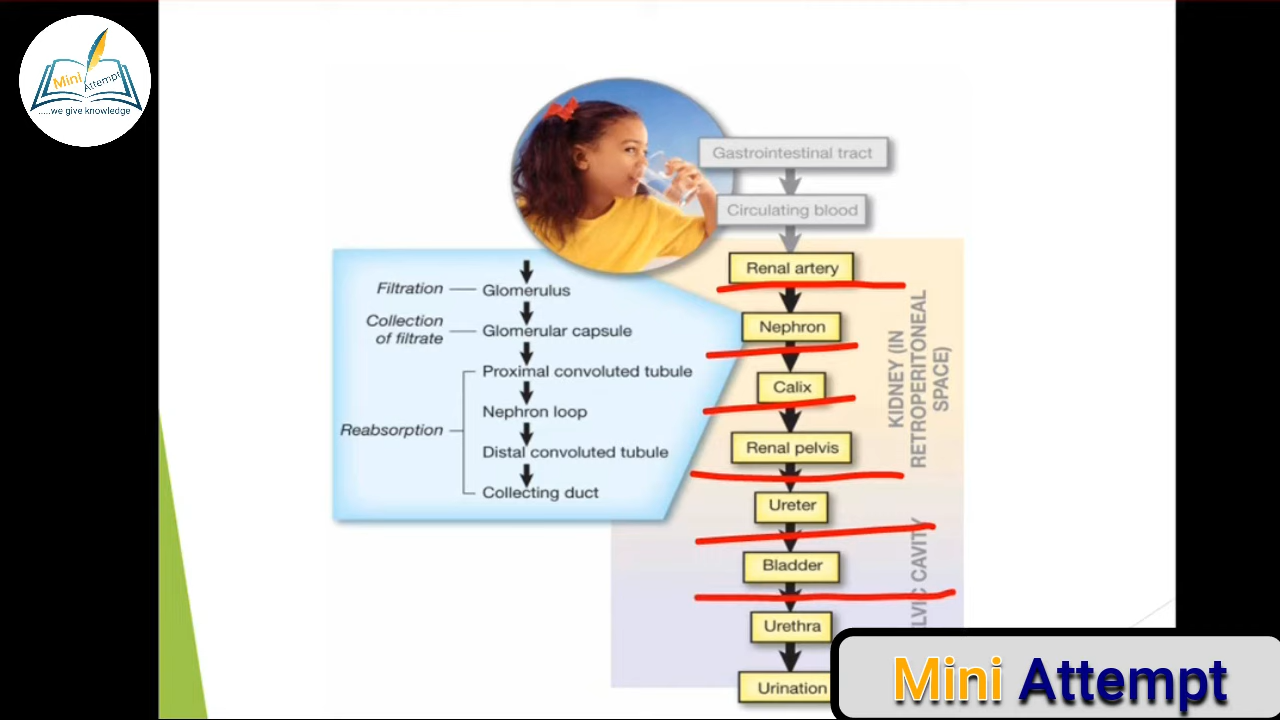 Mini
Attempt
.....we give knowledge
Gastrointestinal tract
Circulating blood
Renal artery
Nephron
Calix
Renal pelvis
Ureter
Bladder
Urethra
Urination
KIDNEY (IN
RETROPERITONEAL
SPACE)
LVIC CAVITY
Filtration
Glomerulus
Collection
of filtrate
Glomerular capsule
Proximal convoluted tubule
Nephron loop
Reabsorption
Distal convoluted tubule
Collecting duct
Mini Attempt